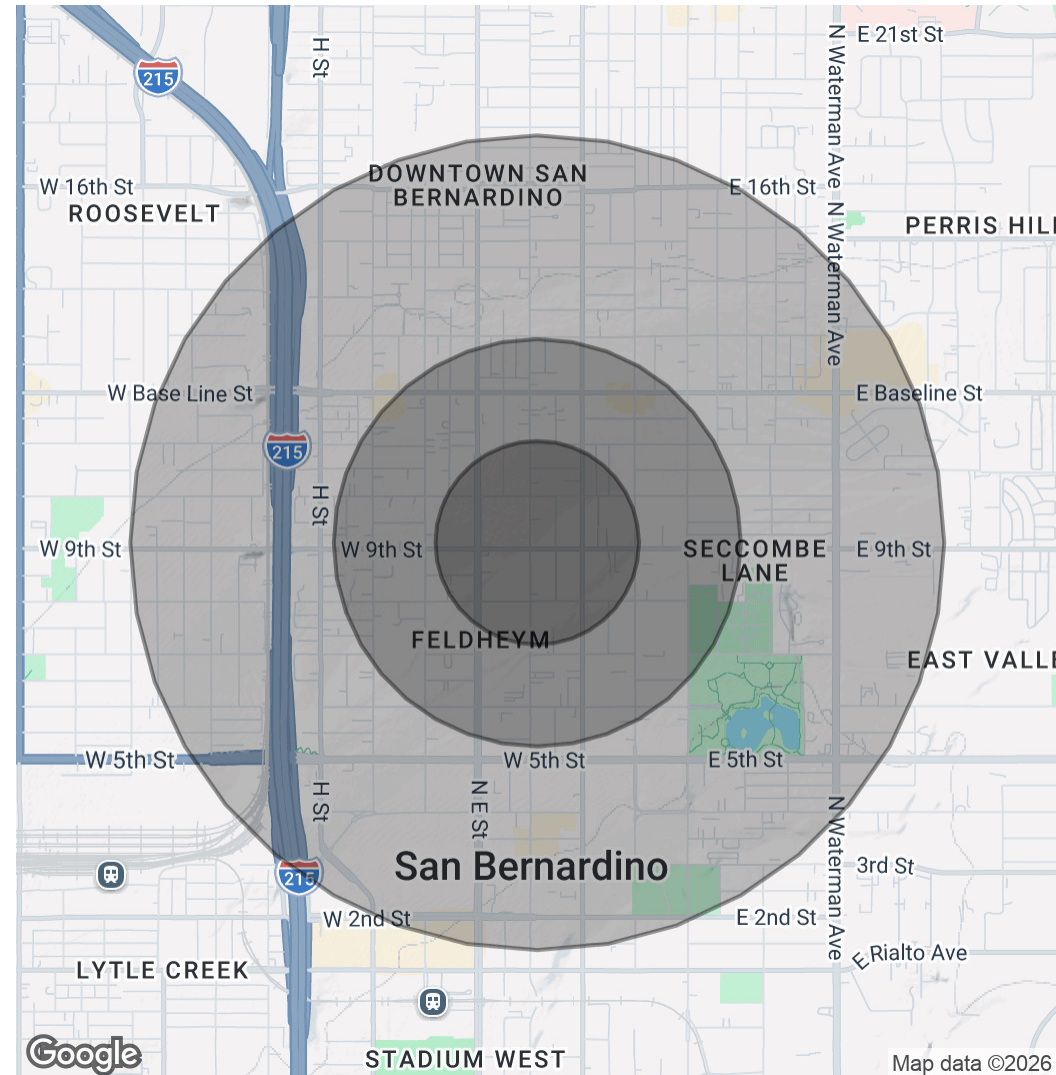 H St
N Waterman Ave
E 21st St
215
DOWNTOWN SAN
BERNARDINO
W 16th St
E 16th St
ROOSEVELT
N Waterman Ave
PERRIS HILL
W Base Line St
E Baseline St
215
H St
W 9th St
W 9th St
SECCOMBE
LANE
E 9th St
FELDHEYM
EAST VALLE
W 5th St
W 5th St
E 5th St
H St
N E St
N Waterman Ave
San Bernardino
3rd St
215
W 2nd St
E 2nd St
E Rialto Ave
LYTLE CREEK
STADIUM WEST
Google
Map data ©2026